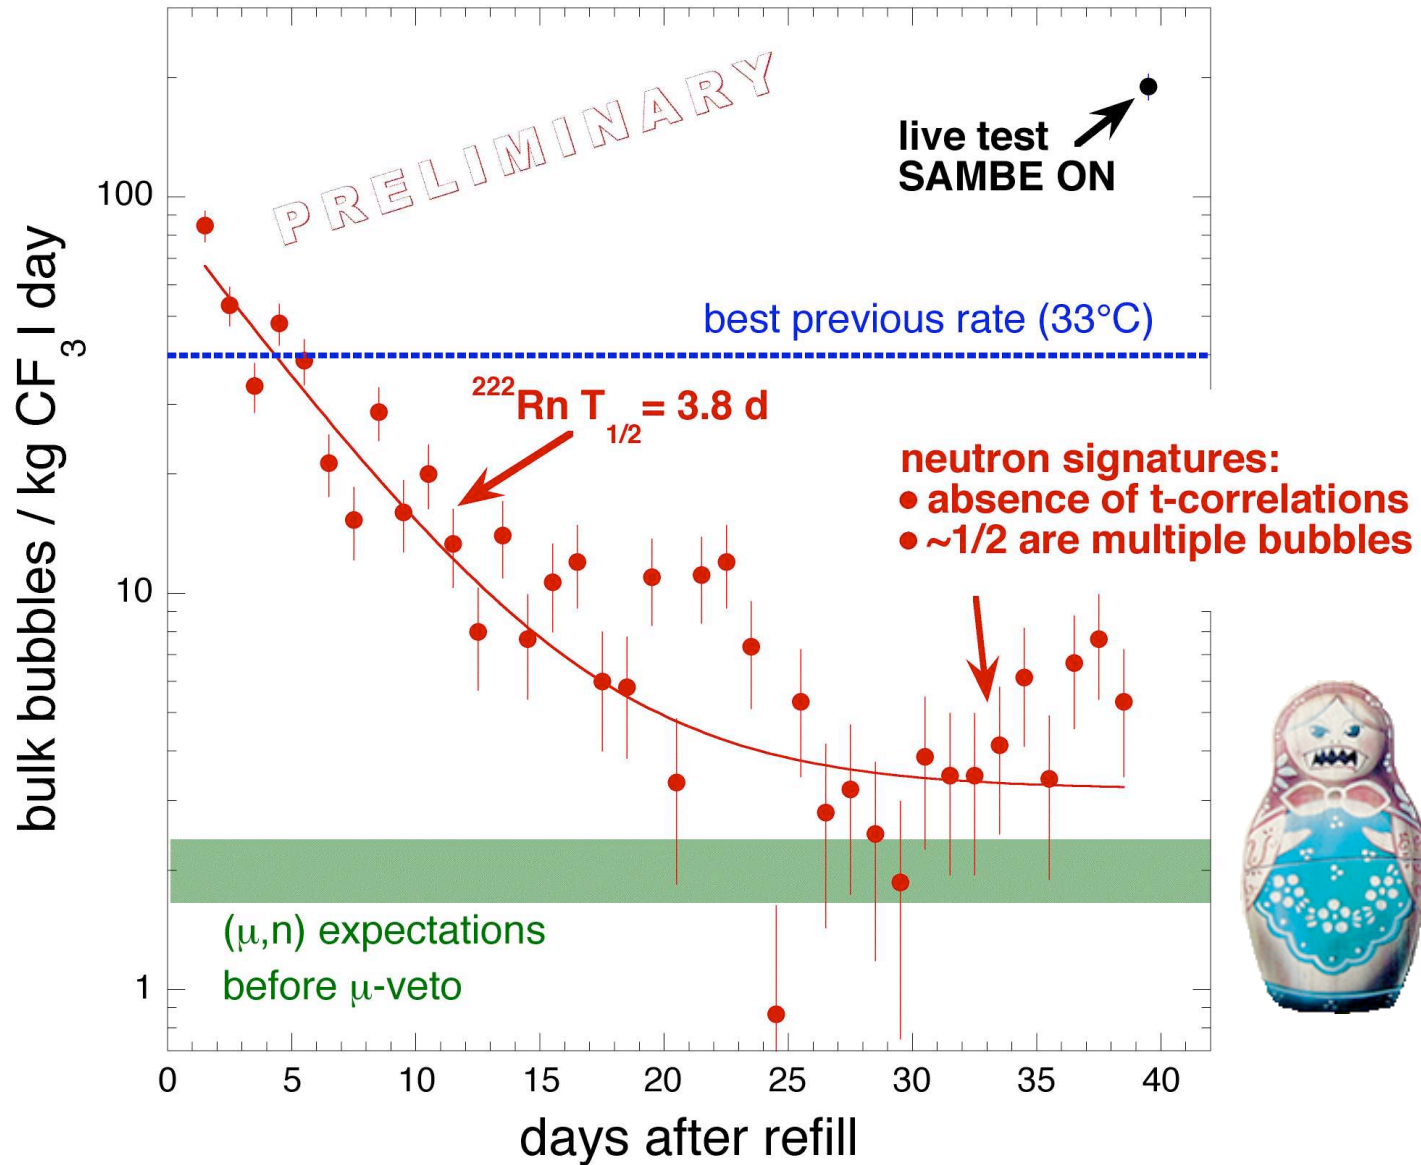 PRELIMINARY
live test
SAMBE ON
100
best previous rate (33°C)
²²²Rn T₁/₂= 3.8 d
neutron signatures:
• absence of t-correlations
• ~1/2 are multiple bubbles
10
(μ,n) expectations
before μ-veto
1
0 5 10 15 20 25 30 35 40
days after refill
bulk bubbles / kg CF₃I day